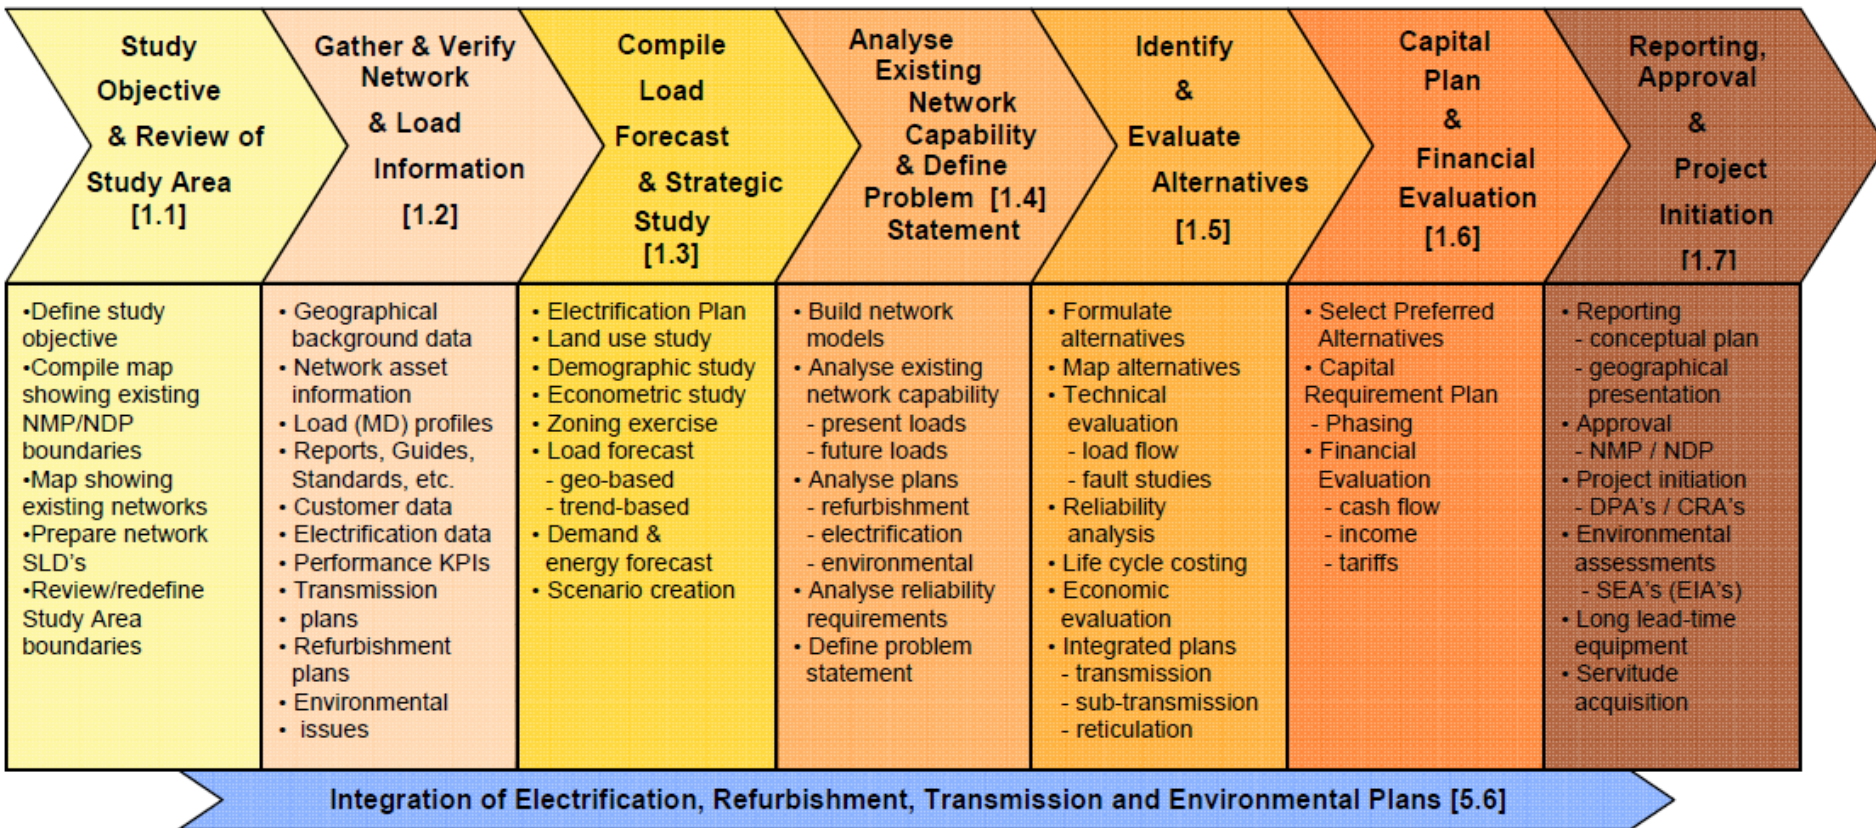 Study
Objective
& Review of
Study Area
[1.1]
Gather & Verify
Network
& Load
Information
[1.2]
Compile
Load
Forecast
& Strategic
Study
[1.3]
Analyse
Existing
Network
Capability
& Define
Problem [1.4]
Statement
Identify
&
Evaluate
Alternatives
[1.5]
Capital
Plan
&
Financial
Evaluation
[1.6]
Reporting,
Approval
&
Project
Initiation
[1.7]
•Define study
objective
•Compile map
showing existing
NMP/NDP
boundaries
•Map showing
existing networks
•Prepare network
SLD's
•Review/redefine
Study Area
boundaries
• Geographical
background data
• Network asset
information
• Load (MD) profiles
• Reports, Guides,
Standards, etc.
• Customer data
• Electrification data
• Performance KPIs
• Transmission
• plans
• Refurbishment
plans
• Environmental
• issues
• Electrification Plan
• Land use study
• Demographic study
• Econometric study
• Zoning exercise
• Load forecast
- geo-based
- trend-based
• Demand &
energy forecast
• Scenario creation
• Build network
models
• Analyse existing
network capability
- present loads
- future loads
• Analyse plans
- refurbishment
- electrification
- environmental
• Analyse reliability
requirements
• Define problem
statement
• Formulate
alternatives
• Map alternatives
• Technical
evaluation
- load flow
- fault studies
• Reliability
analysis
• Life cycle costing
• Economic
evaluation
• Integrated plans
- transmission
- sub-transmission
- reticulation
• Select Preferred
Alternatives
• Capital
Requirement Plan
- Phasing
• Financial
Evaluation
- cash flow
- income
- tariffs
• Reporting
- conceptual plan
- geographical
presentation
• Approval
- NMP / NDP
• Project initiation
- DPA's / CRA's
• Environmental
assessments
- SEA's (EIA's)
• Long lead-time
equipment
• Servitude
acquisition
Integration of Electrification, Refurbishment, Transmission and Environmental Plans [5.6]